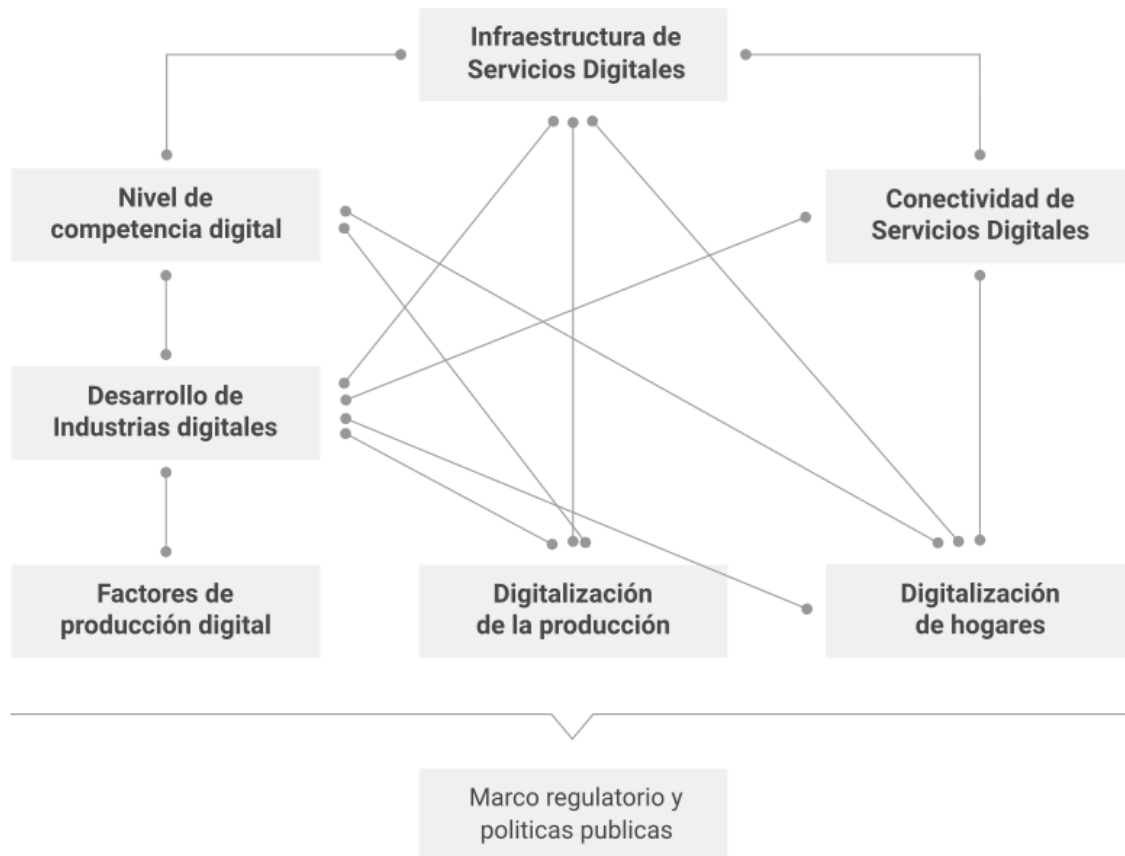 Infraestructura de
Servicios Digitales
Nivel de
competencia digital
Conectividad de
Servicios Digitales
Desarrollo de
Industrias digitales
Factores de
producción digital
Digitalización
de la producción
Digitalización
de hogares
Marco regulatorio y
politicas publicas